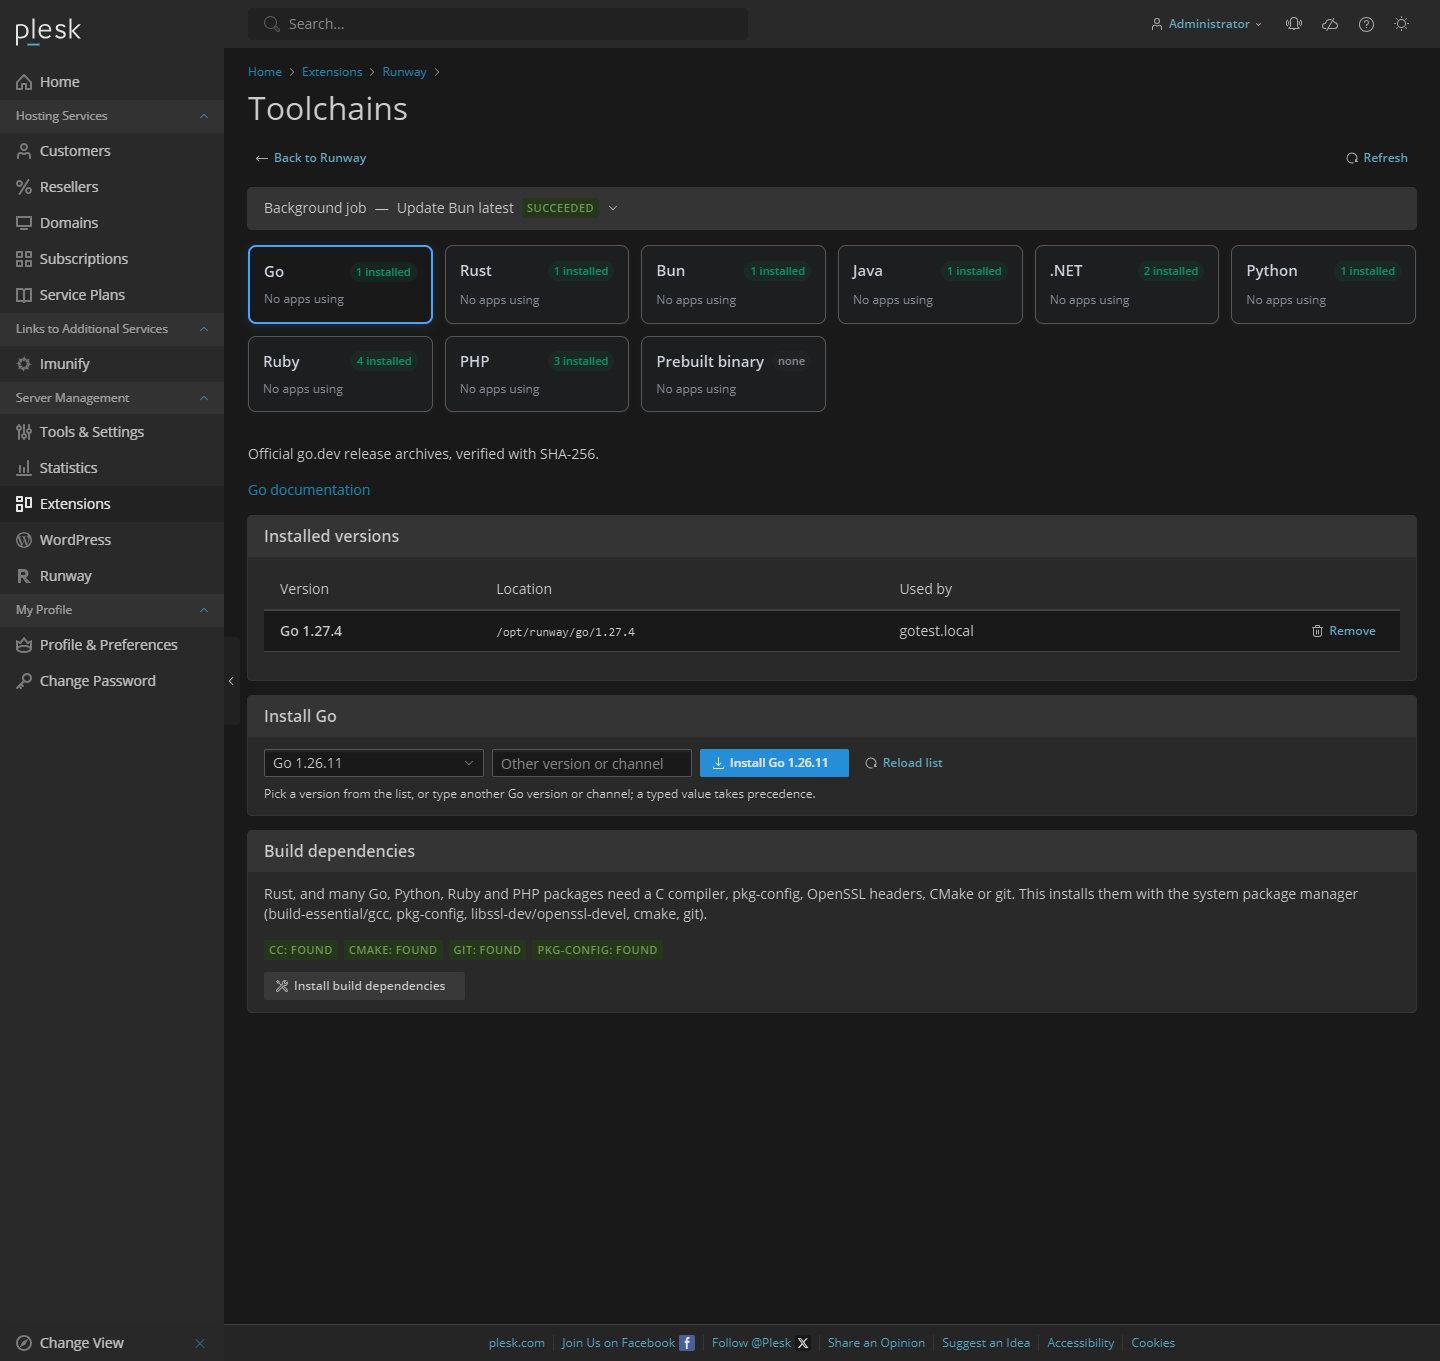 plesk
Search...
Administrator
Home
Hosting Services
Customers
Resellers
Domains
Subscriptions
Service Plans
Links to Additional Services
Imunify
Server Management
Tools & Settings
Statistics
Extensions
WordPress
Runway
My Profile
Profile & Preferences
Change Password
Change View
Home > Extensions > Runway >
Toolchains
Back to Runway
Refresh
Background job — Update Bun latest SUCCEEDED
Go 1 installed
No apps using
Rust 1 installed
No apps using
Bun 1 installed
No apps using
Java 1 installed
No apps using
.NET 2 installed
No apps using
Python 1 installed
No apps using
Ruby 4 installed
No apps using
PHP 3 installed
No apps using
Prebuilt binary none
No apps using
Official go.dev release archives, verified with SHA-256.
Go documentation
Installed versions
Version Location Used by
Go 1.27.4 /opt/runway/go/1.27.4 gotest.local Remove
Install Go
Go 1.26.11 Other version or channel Install Go 1.26.11 Reload list
Pick a version from the list, or type another Go version or channel; a typed value takes precedence.
Build dependencies
Rust, and many Go, Python, Ruby and PHP packages need a C compiler, pkg-config, OpenSSL headers, CMake or git. This installs them with the system package manager
(build-essential/gcc, pkg-config, libssl-dev/openssl-devel, cmake, git).
CC: FOUND CMAKE: FOUND GIT: FOUND PKG-CONFIG: FOUND
Install build dependencies
plesk.com Join Us on Facebook Follow @Plesk Share an Opinion Suggest an Idea Accessibility Cookies